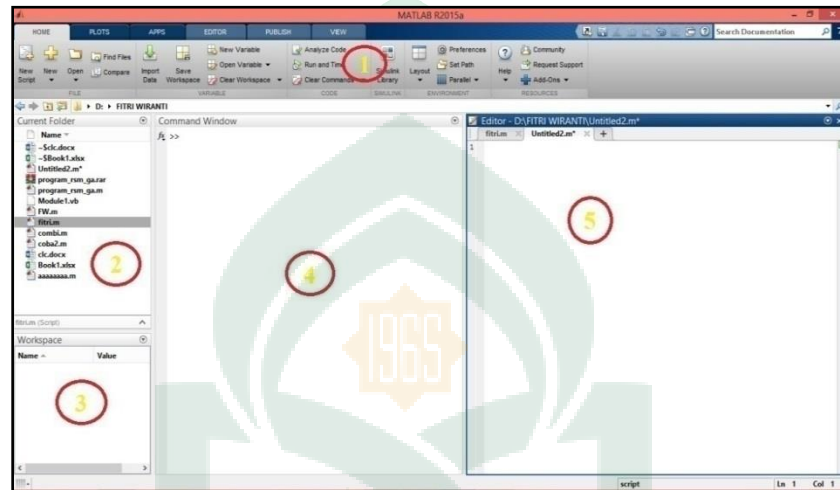 MATLAB R2015a
HOME PLOTS APPS EDITOR PUBLISH VIEW
Search Documentation
New Script
New
Open
Find Files
Compare
Import Data
Save Workspace
New Variable
Open Variable
Clear Workspace
Analyze Code
Run and Time
Clear Commands
Simulink Library
Layout
Preferences
Set Path
Parallel
Help
Community
Request Support
Add-Ons
FILE VARIABLE CODE SIMULINK ENVIRONMENT RESOURCES
1
D: FITRI WIRANTI
Current Folder
Name
~$clc.docx
~$Book1.xlsx
Untitled2.m*
program_rsm_ga.rar
program_rsm_ga.m
Module1.vb
FW.m
fitri.m
combi.m
coba2.m
clc.docx
Book1.xlsx
aaaaaaaa.m
2
fitri.m (Script)
Workspace
Name Value
3
Command Window
fx >>
4
1965
Editor - D:\FITRI WIRANTI\Untitled2.m*
fitri.m Untitled2.m* +
1
5
script Ln 1 Col 1